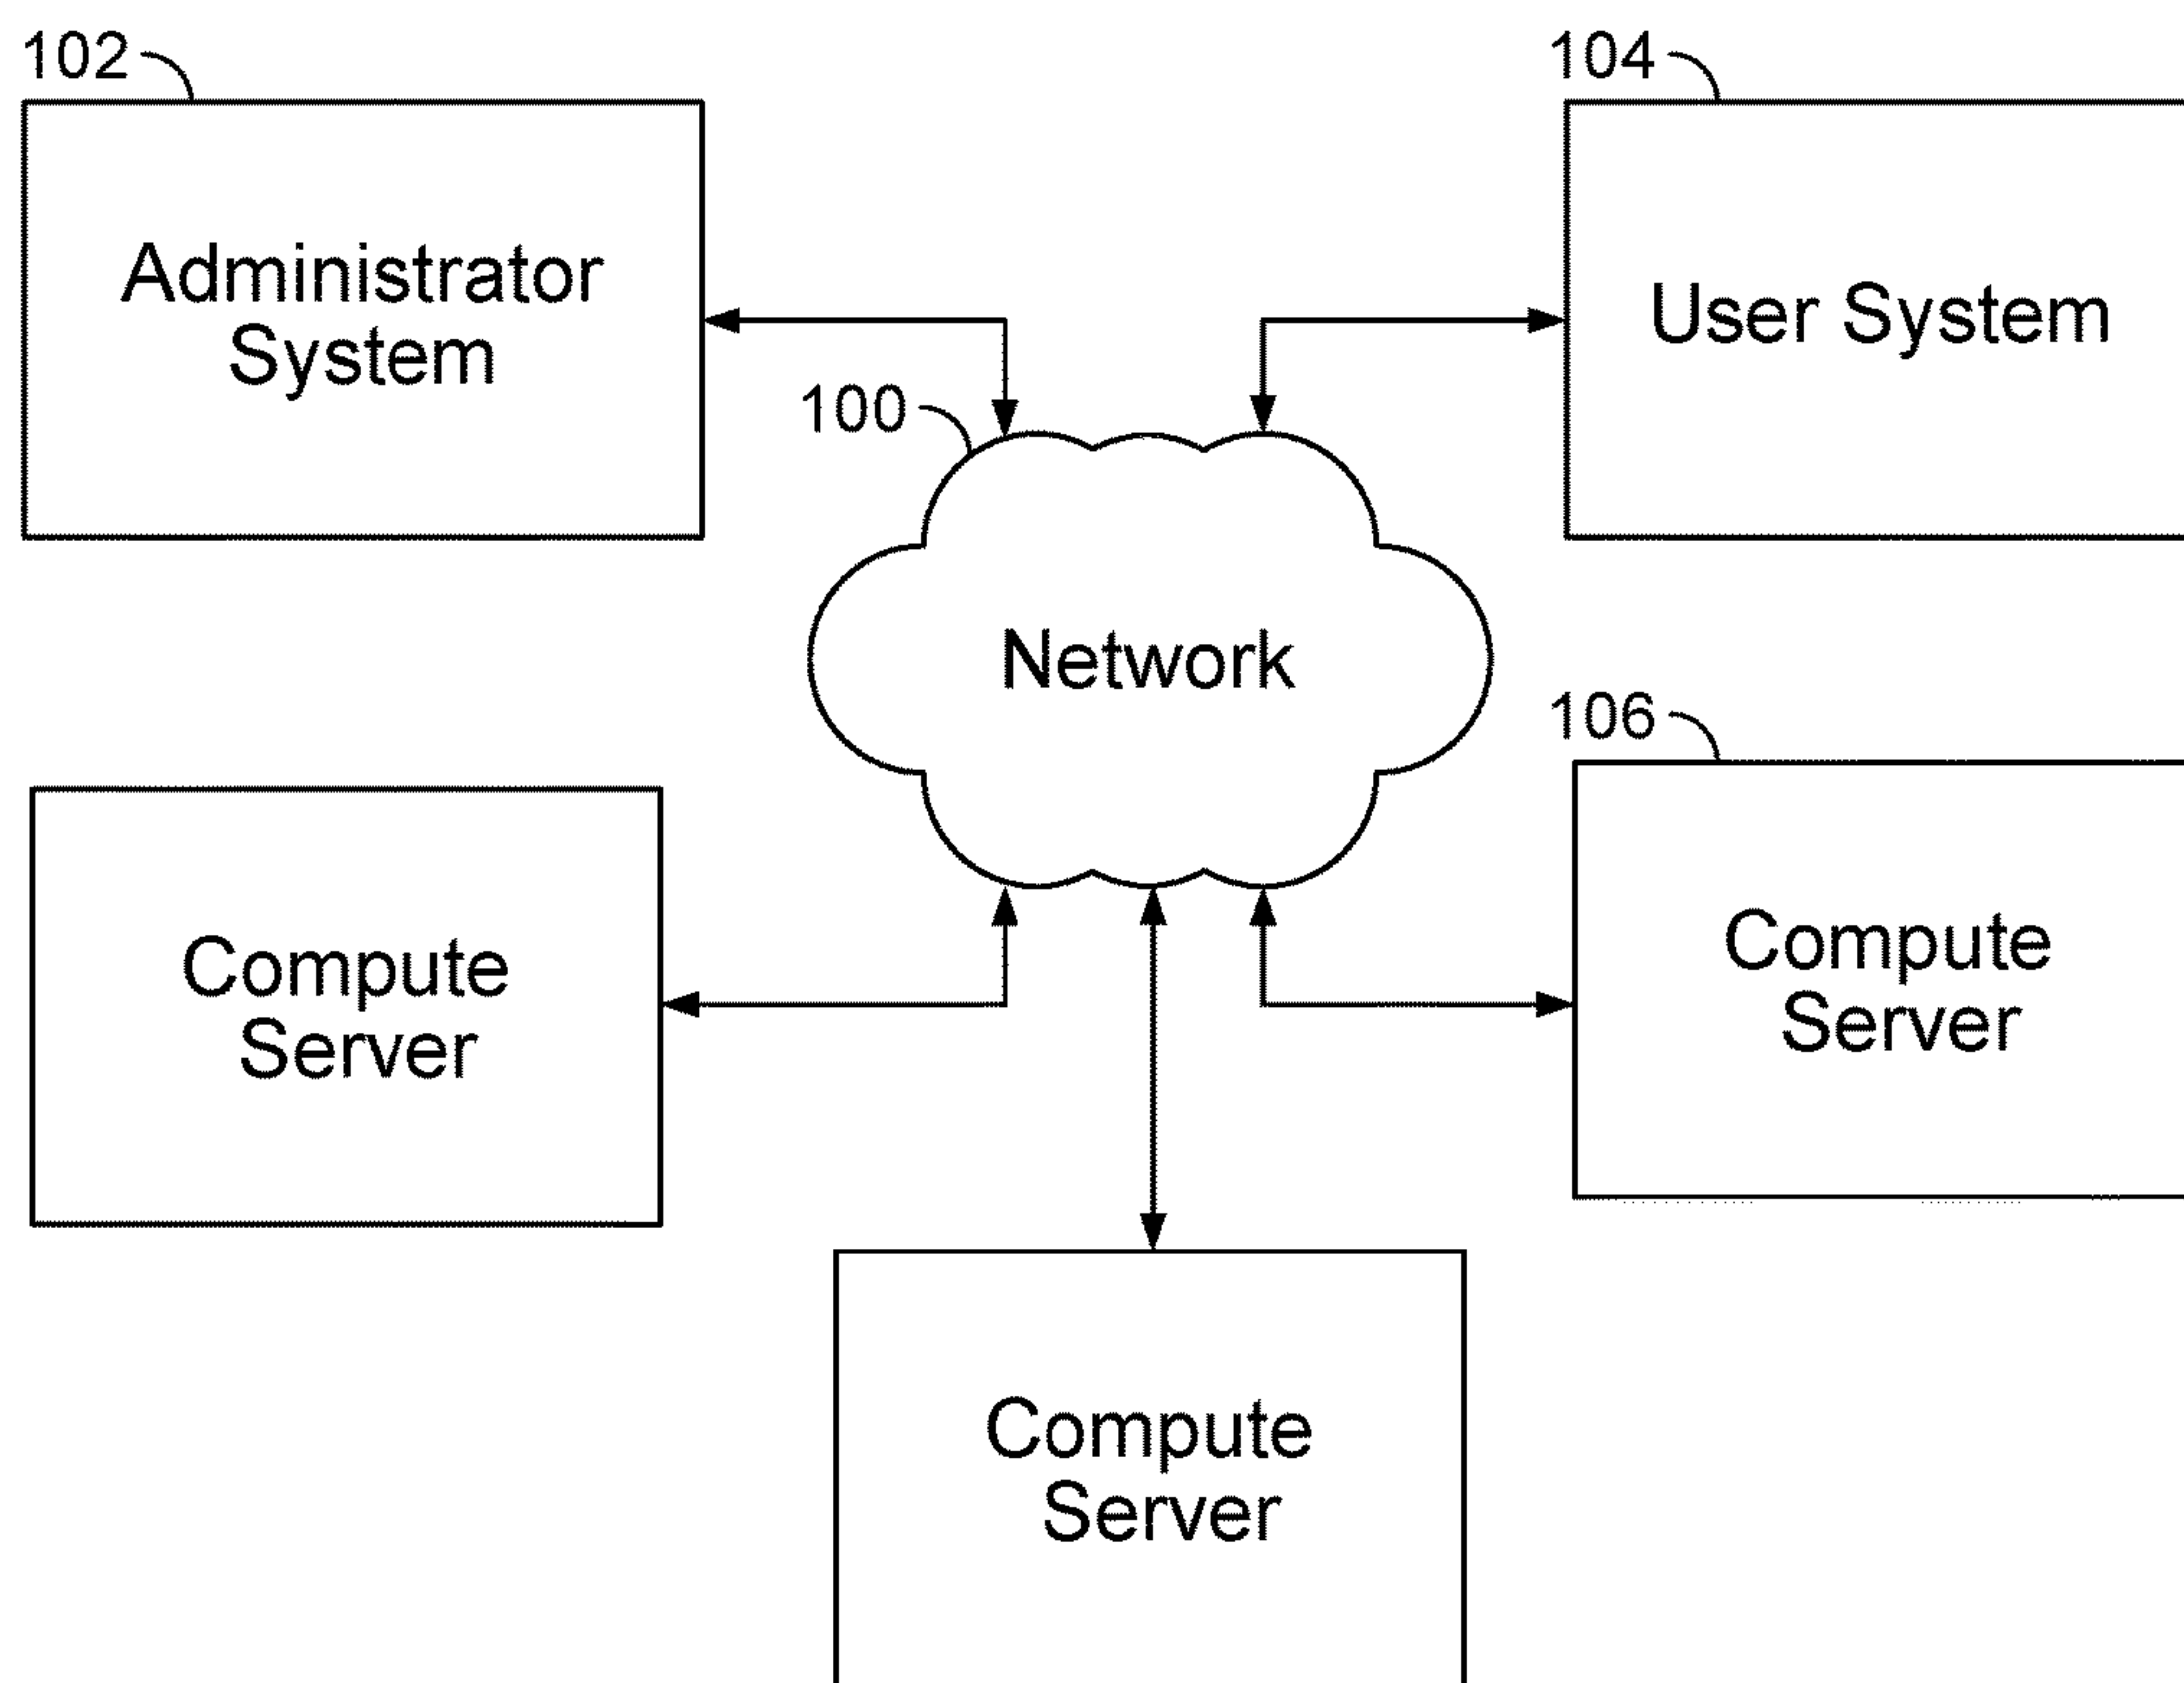 102
104
Administrator
System
User System
100
Network
106
Compute
Server
Compute
Server
Compute
Server